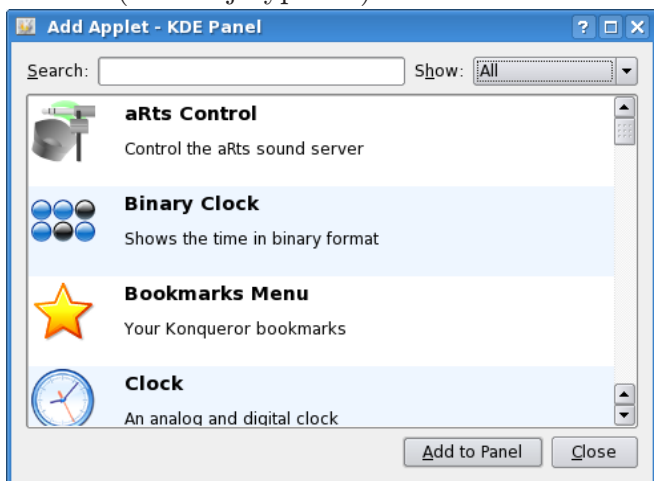 Add Applet - KDE Panel
Search: Show: All
aRts Control
Control the aRts sound server
Binary Clock
Shows the time in binary format
Bookmarks Menu
Your Konqueror bookmarks
Clock
An analog and digital clock
Add to Panel Close